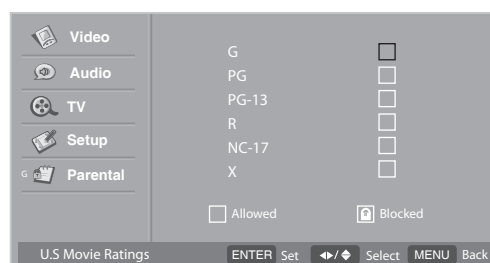 Video
Audio
TV
Setup
G Parental
G
PG
PG-13
R
NC-17
X
Allowed Blocked
U.S Movie Ratings ENTER Set ◀▶/◆ Select MENU Back